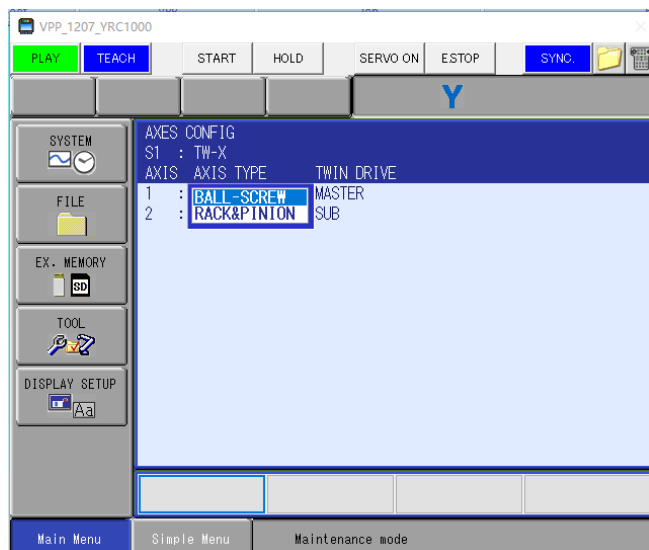 VPP_1207_YRC1000
PLAY TEACH START HOLD SERVO ON E.STOP SYNC.
Y
SYSTEM
FILE
EX. MEMORY
SD
TOOL
DISPLAY SETUP
Aa
AXES CONFIG
S1 : TW-X
AXIS AXIS TYPE TWIN DRIVE
1 : BALL-SCREW MASTER
2 : RACK&PINION SUB
Main Menu Simple Menu Maintenance mode